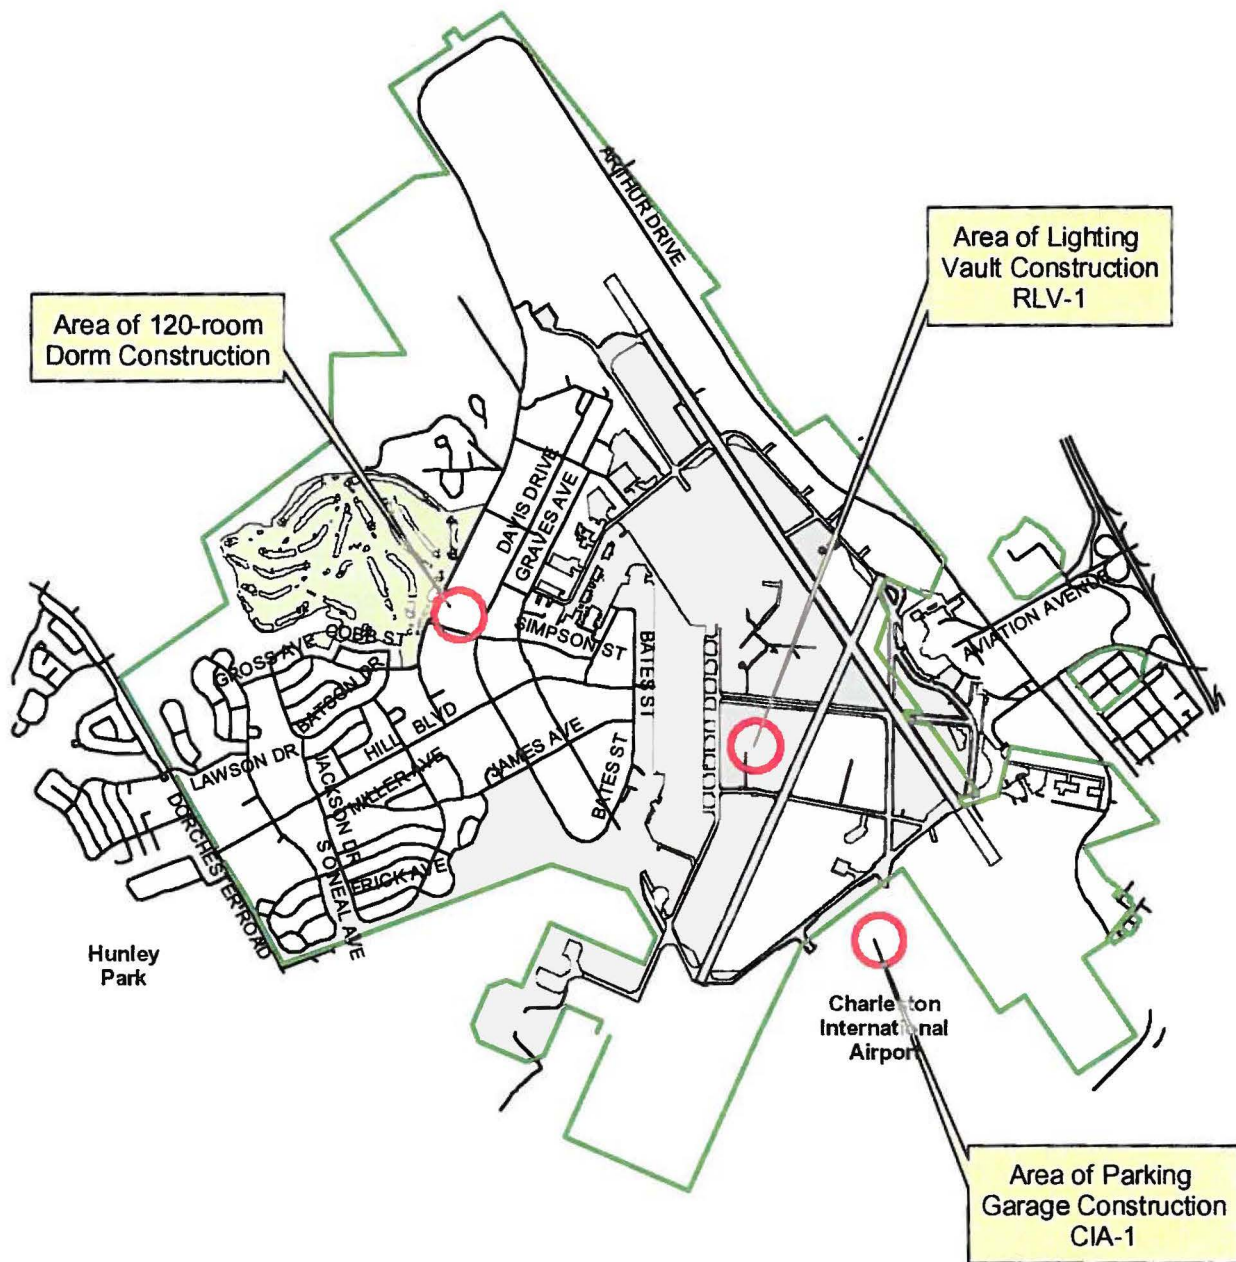 ARTHUR DRIVE
Area of Lighting
Vault Construction
RLV-1
Area of 120-room
Dorm Construction
DAVIS DRIVE
GRAVES AVE
SIMPSON ST
BATES ST
AVIATION AVENUE
GROSS AVE
COBB ST
BATSON DR
HILL BLVD
LAWSON DR
JACKSON DR
MILLER AVE
JAMES AVE
BATES ST
DORCHESTER ROAD
S ONEAL AVE
ERICK AVE
Hunley
Park
Charleston
International
Airport
Area of Parking
Garage Construction
CIA-1